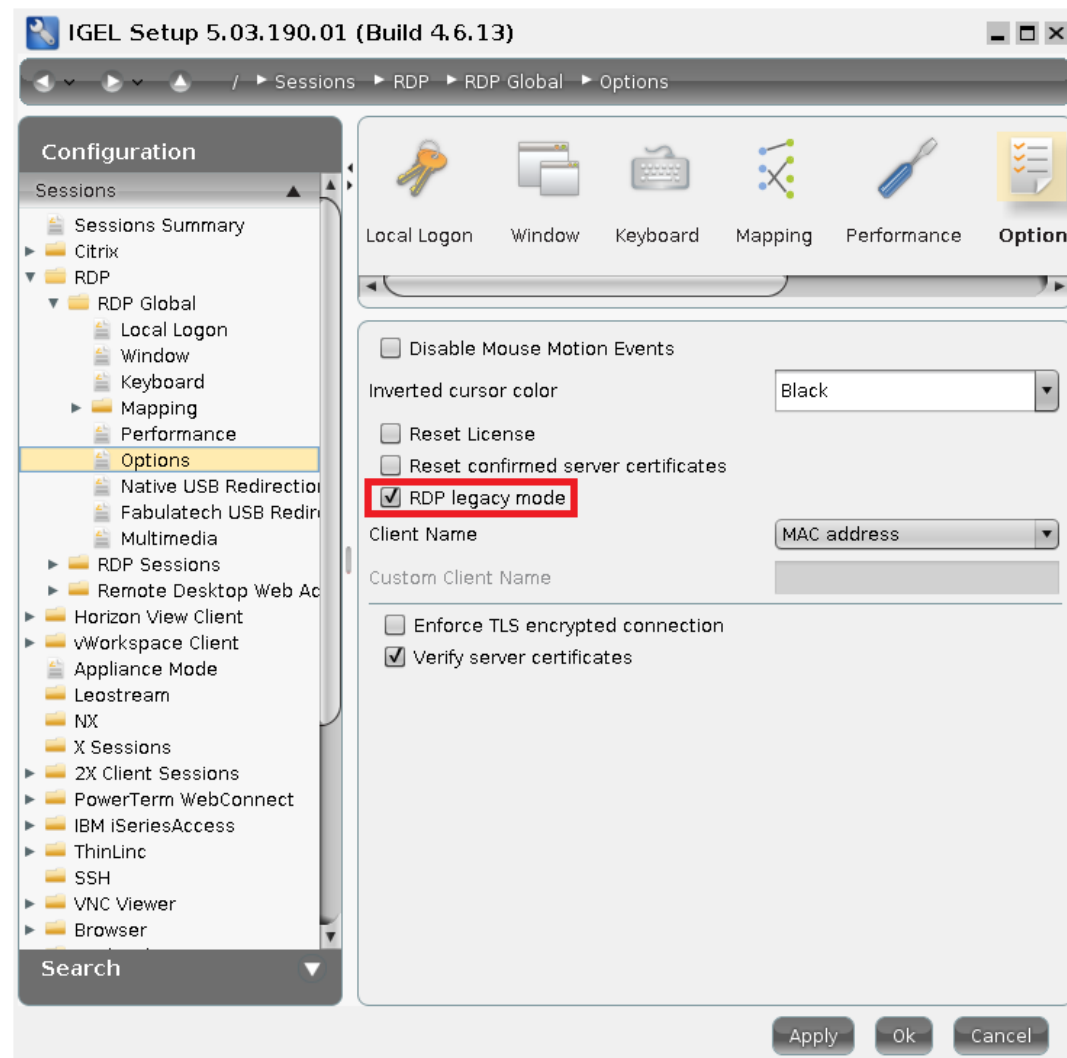 IGEL Setup 5.03.190.01 (Build 4.6.13)
/ Sessions RDP RDP Global Options
Configuration
Sessions
Sessions Summary
Citrix
RDP
RDP Global
Local Logon
Window
Keyboard
Mapping
Performance
Options
Native USB Redirection
Fabulatech USB Redir
Multimedia
RDP Sessions
Remote Desktop Web Ac
Horizon View Client
vWorkspace Client
Appliance Mode
Leostream
NX
X Sessions
2X Client Sessions
PowerTerm WebConnect
IBM iSeriesAccess
ThinLinc
SSH
VNC Viewer
Browser
Search
Local Logon Window Keyboard Mapping Performance Option
Disable Mouse Motion Events
Inverted cursor color Black
Reset License
Reset confirmed server certificates
RDP legacy mode
Client Name MAC address
Custom Client Name
Enforce TLS encrypted connection
Verify server certificates
Apply Ok Cancel